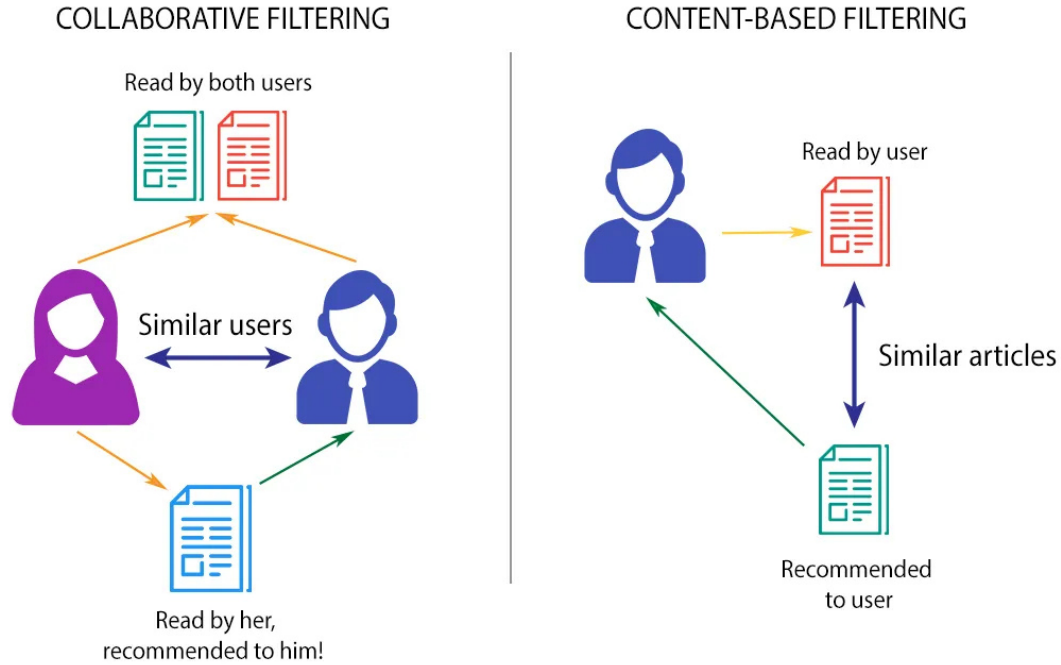 COLLABORATIVE FILTERING
Read by both users
Similar users
Read by her,
recommended to him!
CONTENT-BASED FILTERING
Read by user
Similar articles
Recommended
to user